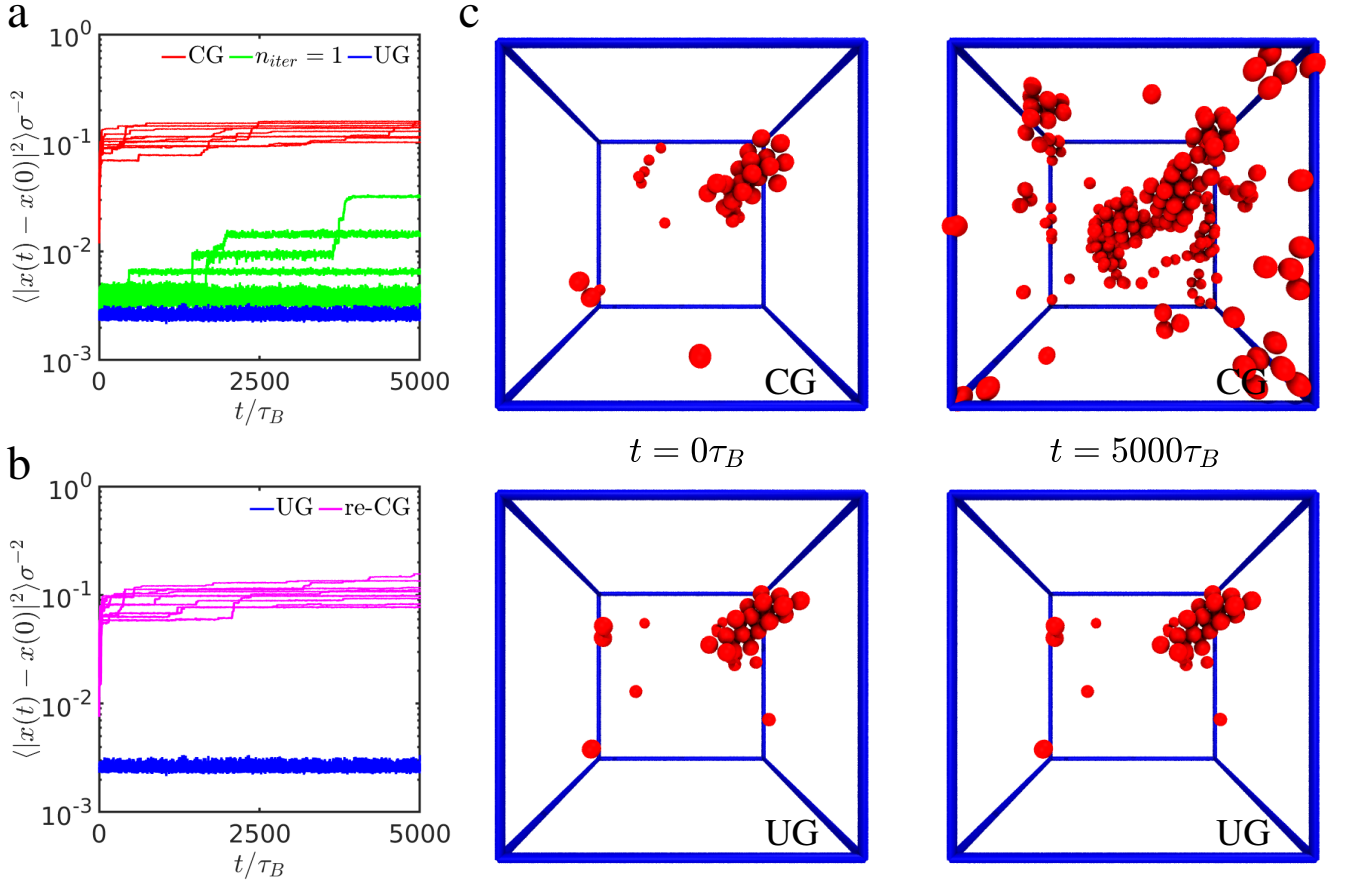 a
10^0
10^-1
10^-2
10^-3
⟨|x(t) − x(0)|^2⟩σ^−2
CG n_iter = 1 UG
0 2500 5000
t/τ_B
b
10^0
10^-1
10^-2
10^-3
⟨|x(t) − x(0)|^2⟩σ^−2
UG re-CG
0 2500 5000
t/τ_B
c
CG
CG
t = 0τ_B
t = 5000τ_B
UG
UG